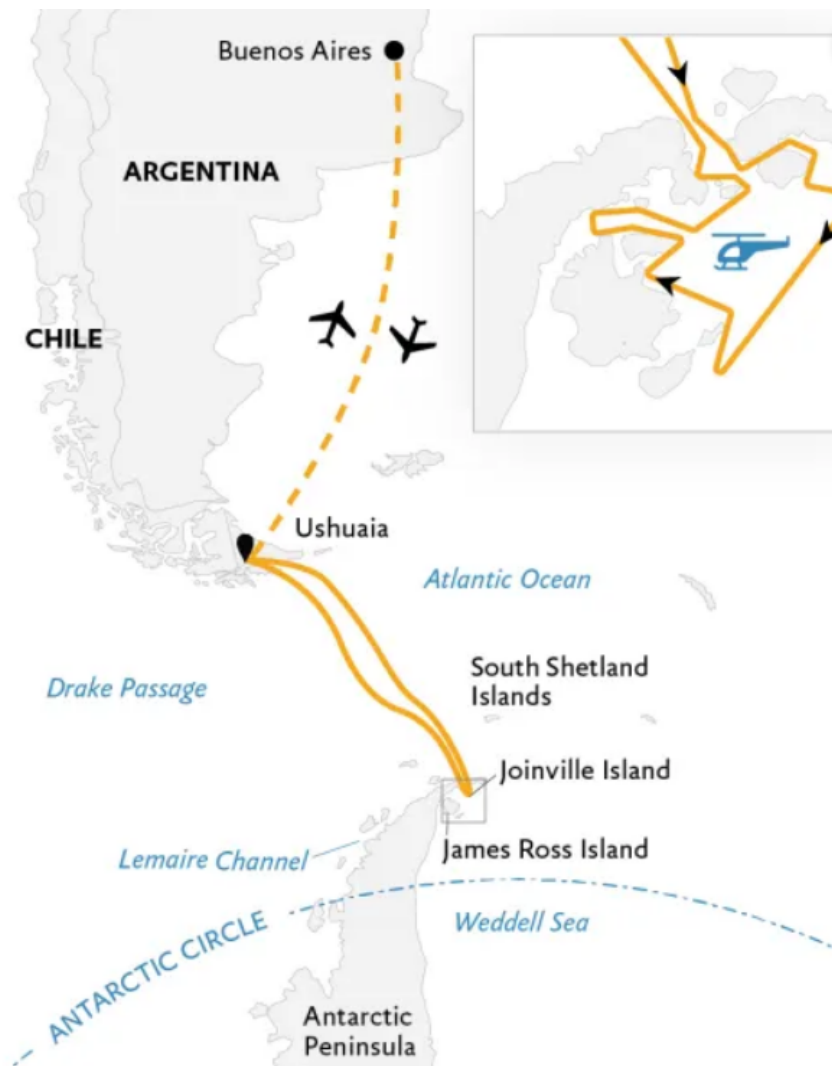 Buenos Aires
ARGENTINA
CHILE
Ushuaia
Atlantic Ocean
Drake Passage
South Shetland
Islands
Joinville Island
James Ross Island
Lemaire Channel
Weddell Sea
ANTARCTIC CIRCLE
Antarctic
Peninsula